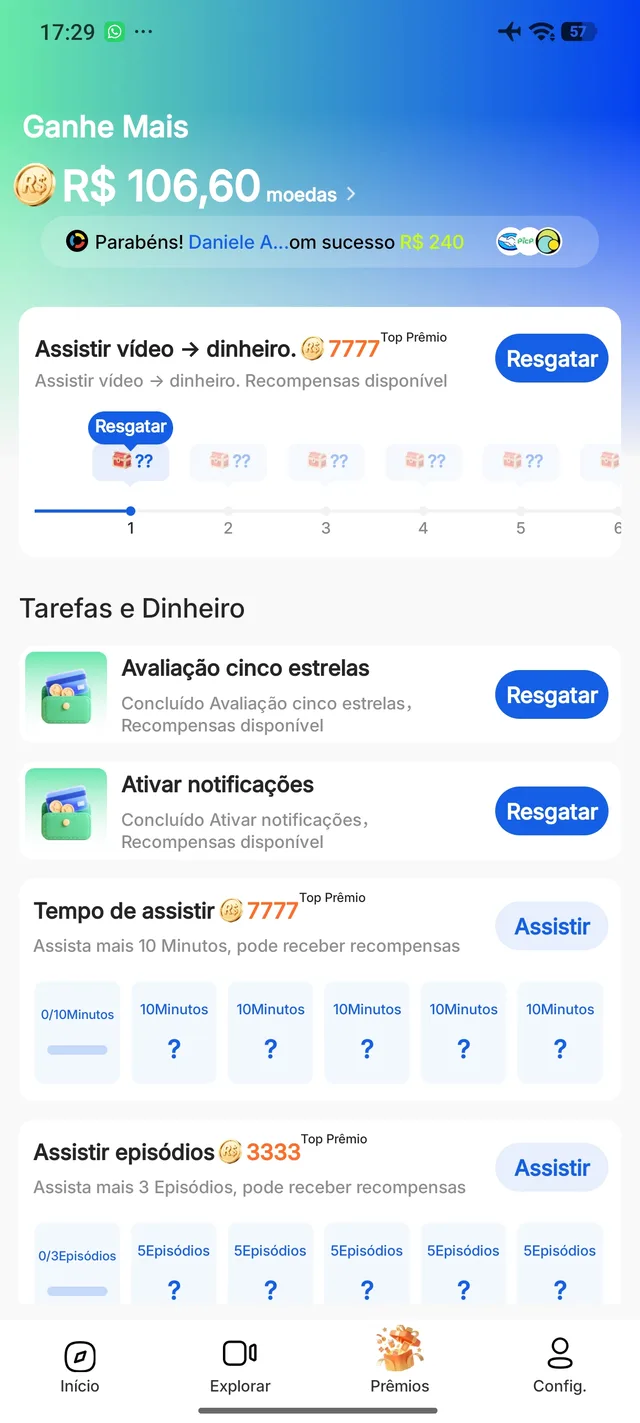 17:29
57
Ganhe Mais
R$ 106,60 moedas
Parabéns! Daniele A...om sucesso R$ 240
Assistir vídeo → dinheiro. 7777 Top Prêmio
Resgatar
Assistir vídeo → dinheiro. Recompensas disponível
Resgatar
?? ?? ?? ?? ??
1 2 3 4 5 6
Tarefas e Dinheiro
Avaliação cinco estrelas
Concluído Avaliação cinco estrelas，
Recompensas disponível
Resgatar
Ativar notificações
Concluído Ativar notificações，
Recompensas disponível
Resgatar
Tempo de assistir R$ 7777 Top Prêmio
Assista mais 10 Minutos, pode receber recompensas
Assistir
0/10Minutos 10Minutos 10Minutos 10Minutos 10Minutos 10Minutos
? ? ? ? ?
Assistir episódios R$ 3333 Top Prêmio
Assista mais 3 Episódios, pode receber recompensas
Assistir
0/3Episódios 5Episódios 5Episódios 5Episódios 5Episódios 5Episódios
? ? ? ? ?
Início Explorar Prêmios Config.